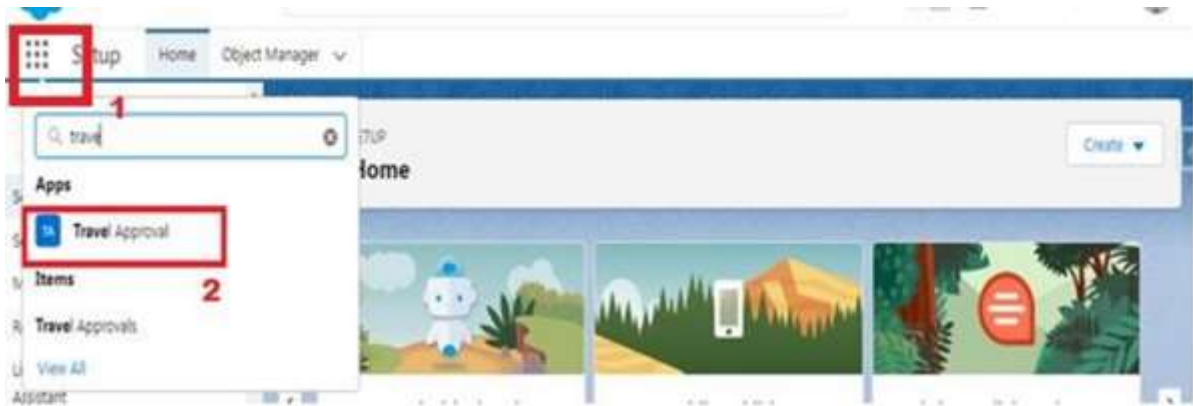 Setup Home Object Manager
1
trave
TUP
Home
Create
Apps
TA Travel Approval
Items
2
Travel Approvals
View All
Assistant